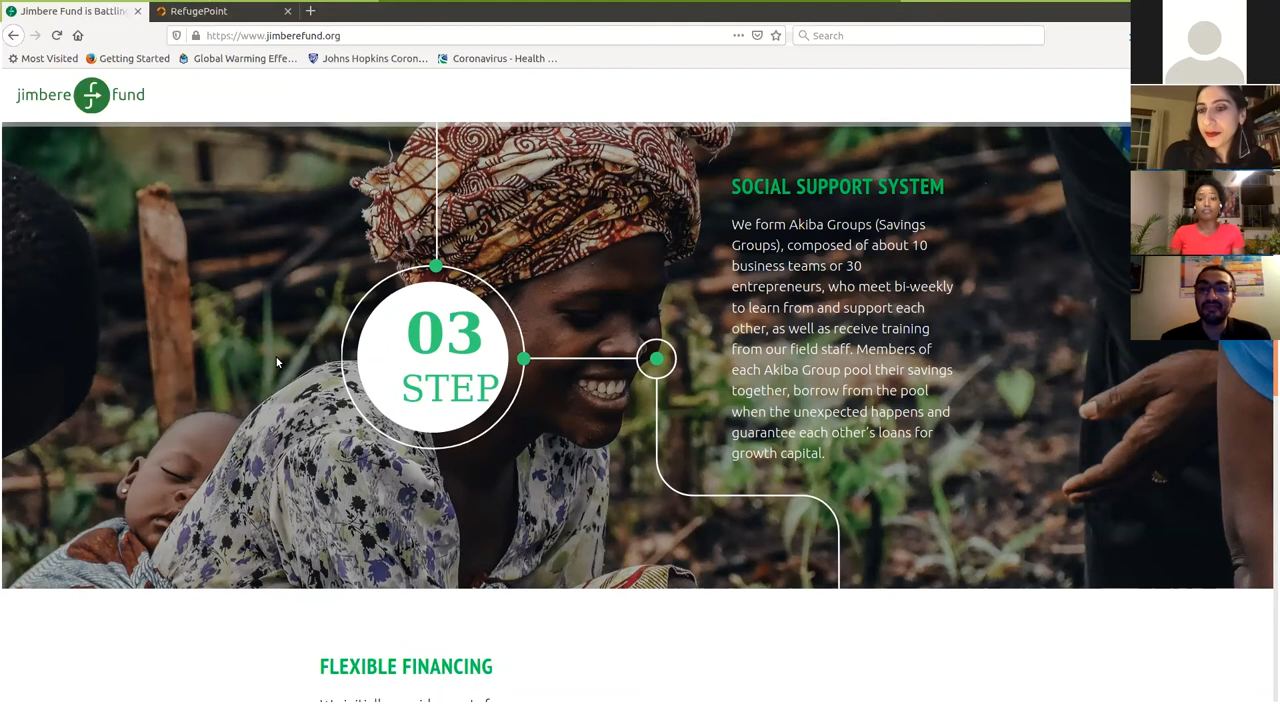 Jimbere Fund is Battlin
RefugePoint
https://www.jimberefund.org
Search
Most Visited
Getting Started
Global Warming Effe...
Johns Hopkins Coron...
Coronavirus - Health ...
jimbere fund
03
STEP
SOCIAL SUPPORT SYSTEM
We form Akiba Groups (Savings
Groups), composed of about 10
business teams or 30
entrepreneurs, who meet bi-weekly
to learn from and support each
other, as well as receive training
from our field staff. Members of
each Akiba Group pool their savings
together, borrow from the pool
when the unexpected happens and
guarantee each other's loans for
growth capital.
FLEXIBLE FINANCING